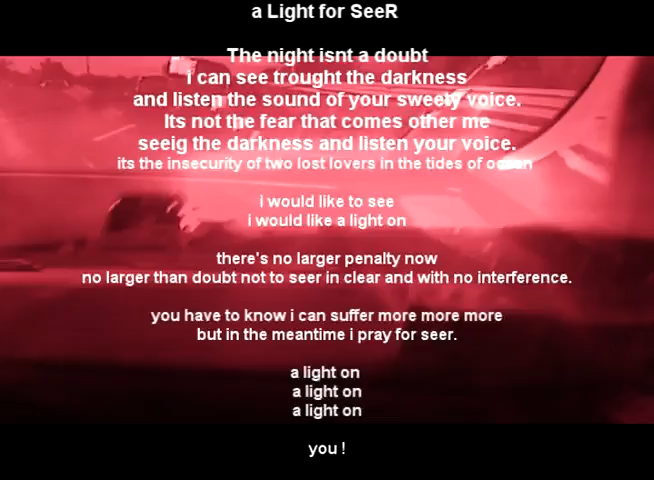 a Light for SeeR
The night isnt a doubt
i can see trought the darkness
and listen the sound of your sweety voice.
Its not the fear that comes other me
seeig the darkness and listen your voice.
its the insecurity of two lost lovers in the tides of ocean
i would like to see
i would like a light on
there's no larger penalty now
no larger than doubt not to seer in clear and with no interference.
you have to know i can suffer more more more
but in the meantime i pray for seer.
a light on
a light on
a light on
you !